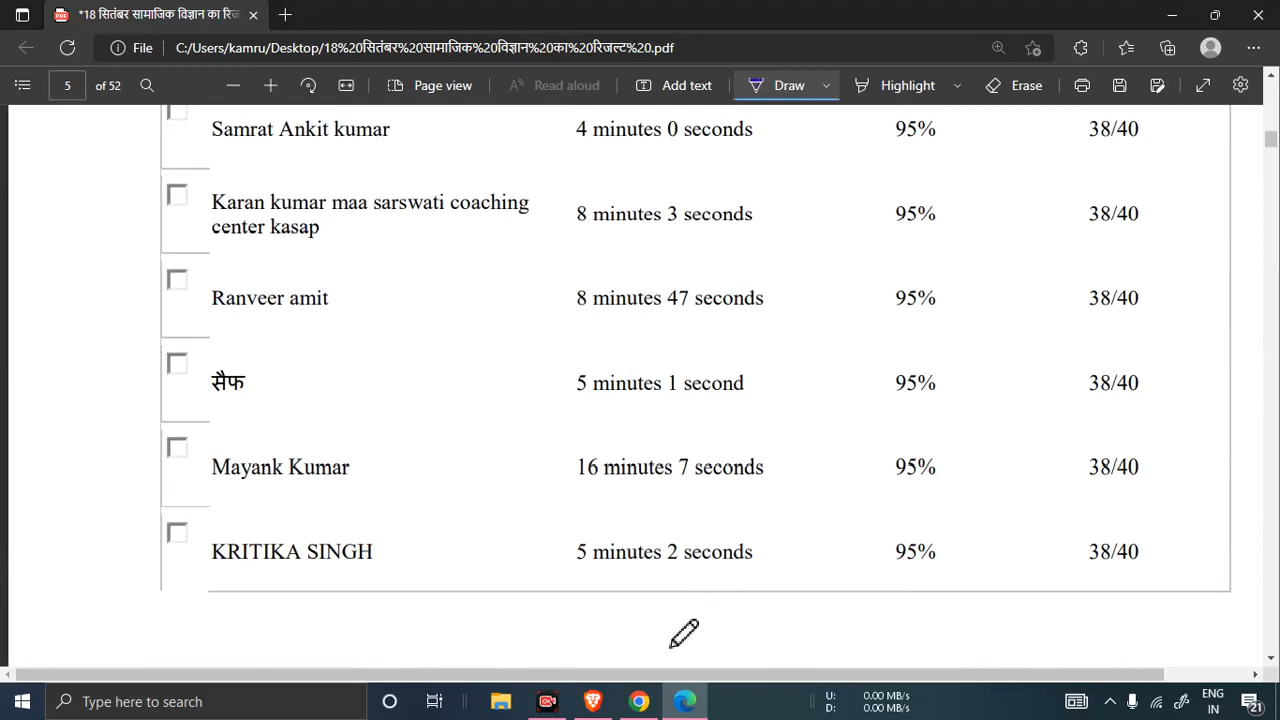 *18 सितंबर सामाजिक विज्ञान का रिज
File C:/Users/kamru/Desktop/18%20सितंबर%20सामाजिक%20विज्ञान%20का%20रिजल्ट%20.pdf
5 of 52 Page view Read aloud Add text Draw Highlight Erase
Samrat Ankit kumar 4 minutes 0 seconds 95% 38/40
Karan kumar maa sarswati coaching
center kasap 8 minutes 3 seconds 95% 38/40
Ranveer amit 8 minutes 47 seconds 95% 38/40
सैफ 5 minutes 1 second 95% 38/40
Mayank Kumar 16 minutes 7 seconds 95% 38/40
KRITIKA SINGH 5 minutes 2 seconds 95% 38/40
Type here to search
U: 0.00 MB/s
D: 0.00 MB/s
ENG
IN
21